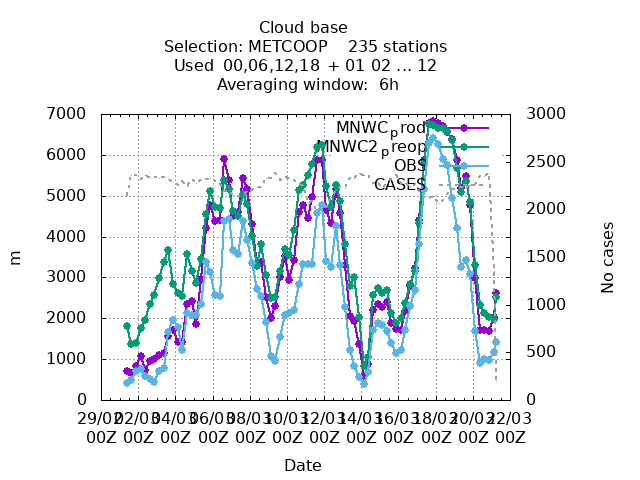 Cloud base
Selection: METCOOP    235 stations
Used 00,06,12,18 + 01 02 ... 12
Averaging window:  6h
7000
6000
5000
4000
3000
2000
1000
0
m
3000
2500
2000
1500
1000
500
0
No cases
MNWC_prod
MNWC2_preop
OBS
CASES
29/02 02/03 04/03 06/03 08/03 10/03 12/03 14/03 16/03 18/03 20/03 22/03
00Z 00Z 00Z 00Z 00Z 00Z 00Z 00Z 00Z 00Z 00Z 00Z
Date